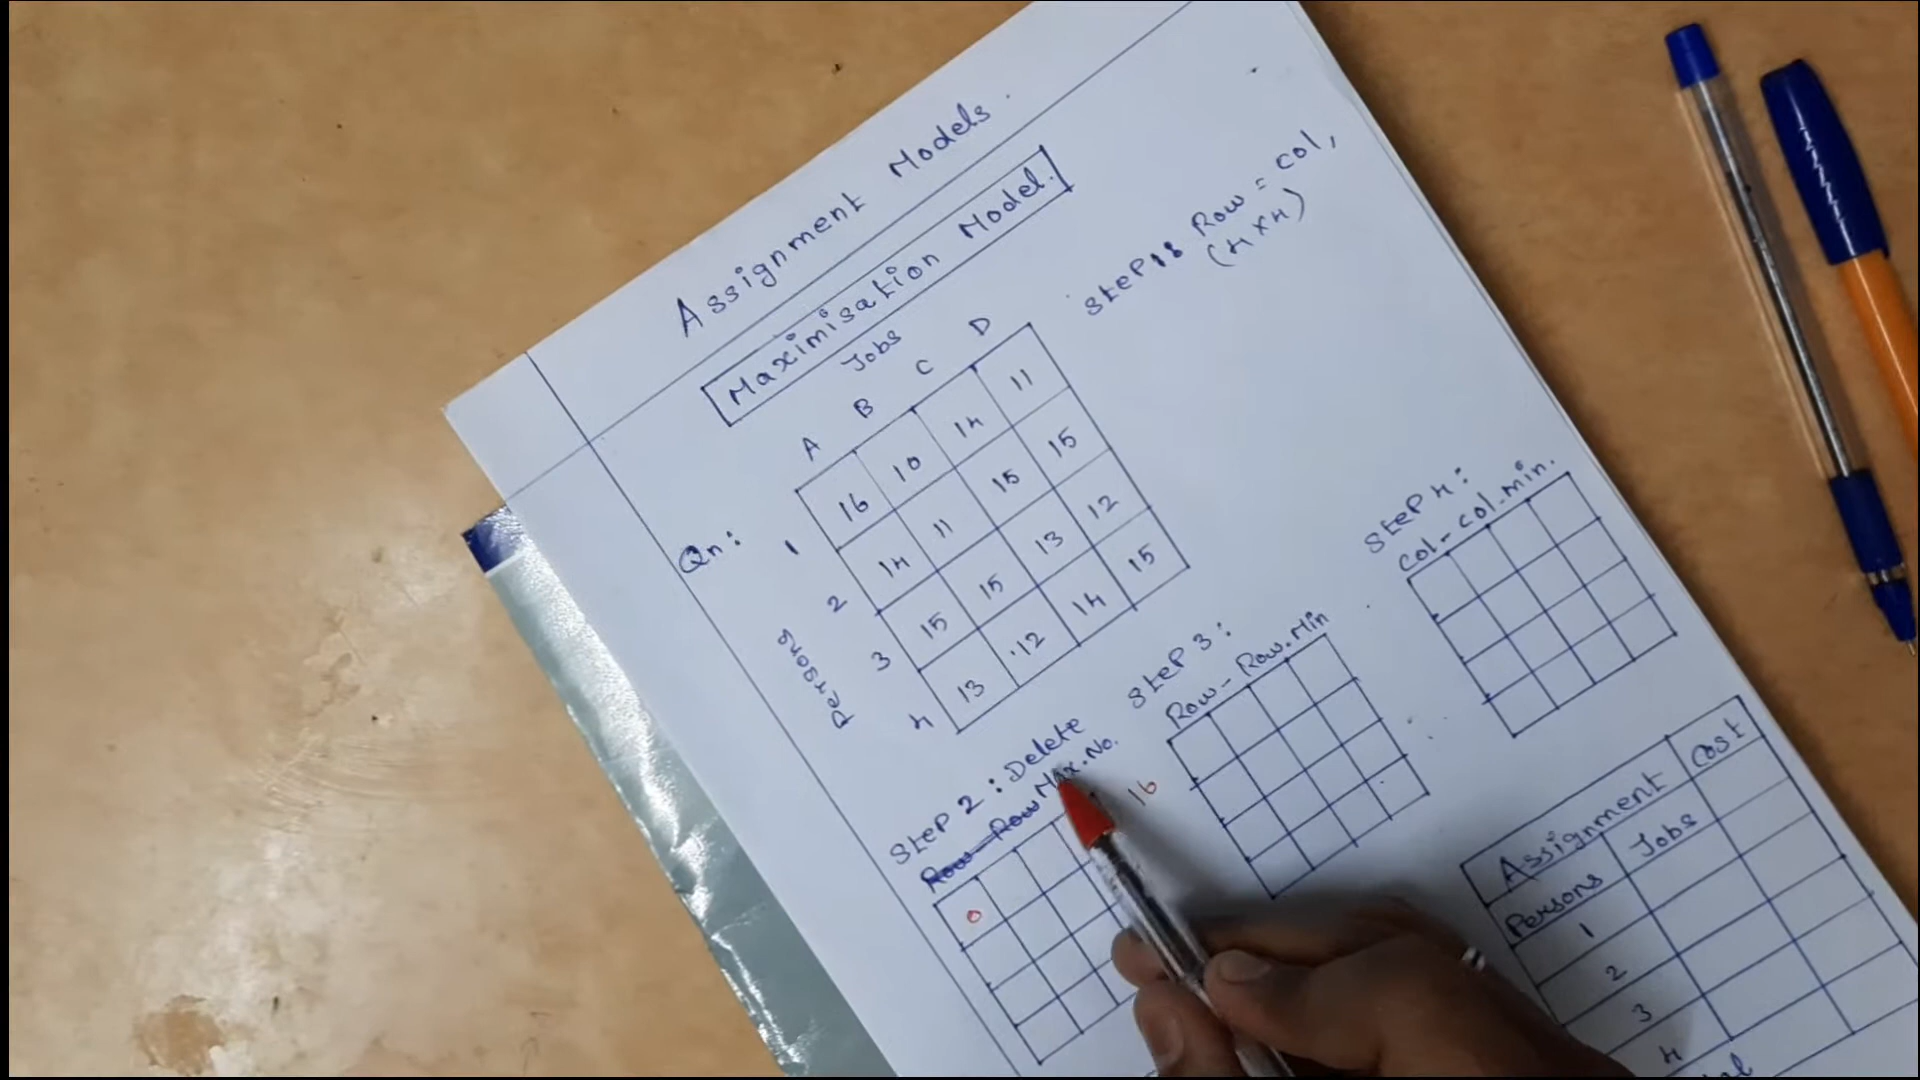 Assignment Models.
Maximisation Model.
Jobs
A B C D
Step 1: Row = Col,
(4×4)
Qn:
Persons
1 16 10 14 11
2 14 11 15 15
3 15 15 13 12
4 13 12 14 15
Step 2: Delete
Max. No.
16
0
Step 3:
Row - Row. Min
Step 4:
Col - Col. min.
Assignment Cost
Persons Jobs
1
2
3
4